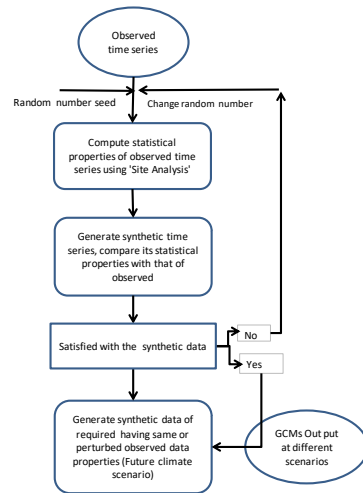 Observed
time series
Random number seed
Change random number
Compute statistical
properties of observed time
series using 'Site Analysis'
Generate synthetic time
series, compare its statistical
properties with that of
observed
Satisfied with the synthetic data
No
Yes
Generate synthetic data of
required having same or
perturbed observed data
properties (Future climate
scenario)
GCMs Out put
at different
scenarios